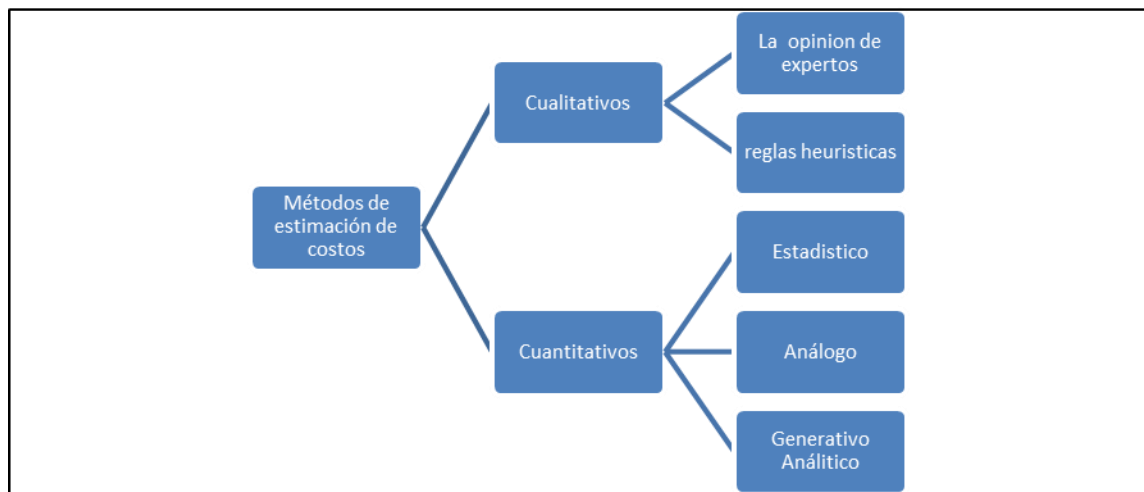 Métodos de
estimación de
costos
Cualitativos
La opinion de
expertos
reglas heuristicas
Cuantitativos
Estadistico
Análogo
Generativo
Análitico